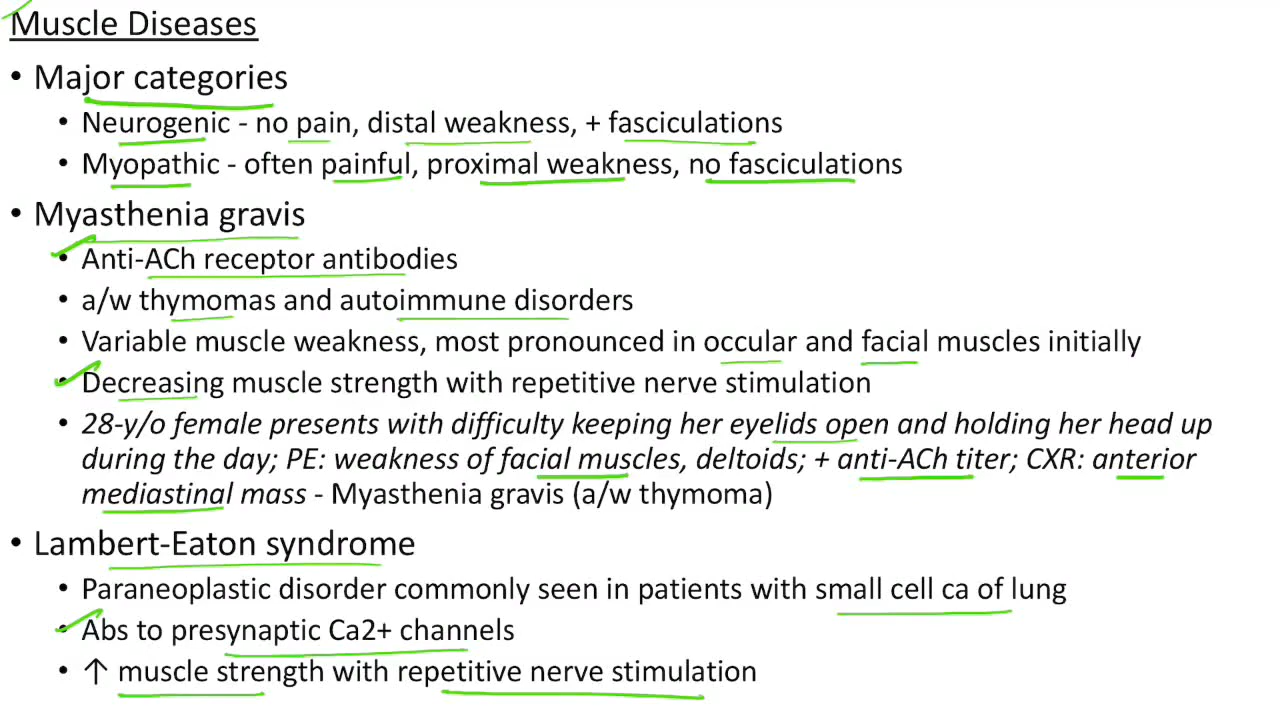 Muscle Diseases
• Major categories
• Neurogenic - no pain, distal weakness, + fasciculations
• Myopathic - often painful, proximal weakness, no fasciculations
• Myasthenia gravis
• Anti-ACh receptor antibodies
• a/w thymomas and autoimmune disorders
• Variable muscle weakness, most pronounced in occular and facial muscles initially
• Decreasing muscle strength with repetitive nerve stimulation
• 28-y/o female presents with difficulty keeping her eyelids open and holding her head up
during the day; PE: weakness of facial muscles, deltoids; + anti-ACh titer; CXR: anterior
mediastinal mass - Myasthenia gravis (a/w thymoma)
• Lambert-Eaton syndrome
• Paraneoplastic disorder commonly seen in patients with small cell ca of lung
• Abs to presynaptic Ca2+ channels
• ↑ muscle strength with repetitive nerve stimulation